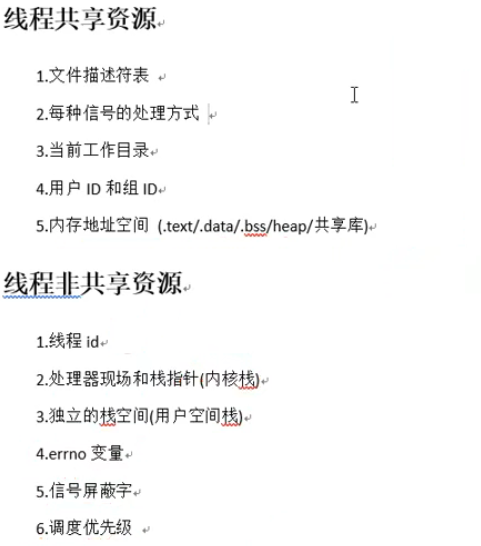 线程共享资源
1.文件描述符表
2.每种信号的处理方式
3.当前工作目录
4.用户 ID 和组 ID
5.内存地址空间 (.text/.data/.bss/heap/共享库)
线程非共享资源
1.线程 id
2.处理器现场和栈指针(内核栈)
3.独立的栈空间(用户空间栈)
4.errno 变量
5.信号屏蔽字
6.调度优先级